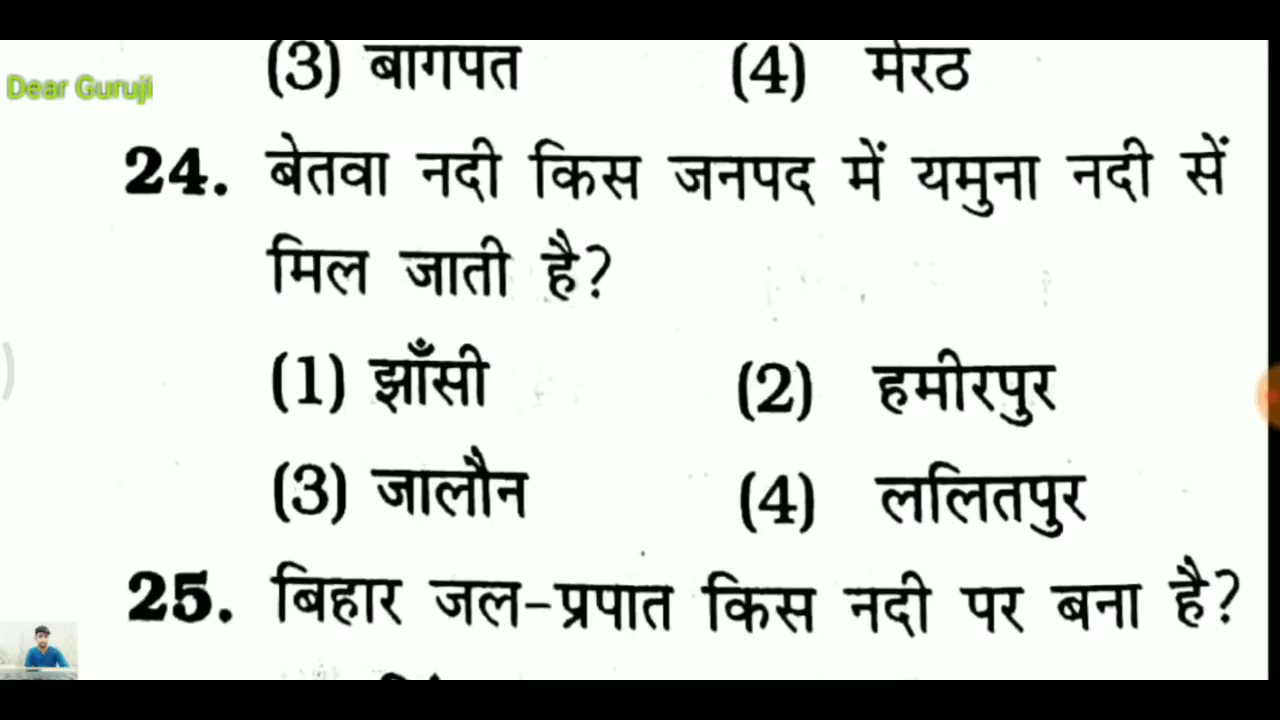 (3) बागपत (4) मेरठ
Dear Guruji
24. बेतवा नदी किस जनपद में यमुना नदी सें
मिल जाती है?
(1) झाँसी (2) हमीरपुर
(3) जालौन (4) ललितपुर
25. बिहार जल-प्रपात किस नदी पर बना है?